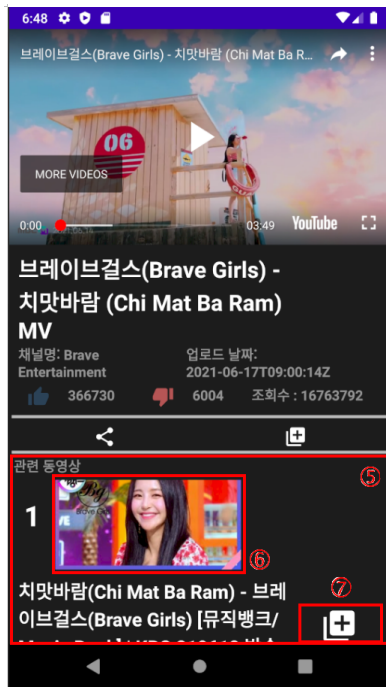 6:48
브레이브걸스(Brave Girls) - 치맛바람 (Chi Mat Ba R...
06
MORE VIDEOS
0:00
03:49
YouTube
브레이브걸스(Brave Girls) -
치맛바람 (Chi Mat Ba Ram)
MV
채널명: Brave
Entertainment
업로드 날짜:
2021-06-17T09:00:14Z
366730
6004
조회수 : 16763792
관련 동영상
⑤
1
⑥
치맛바람(Chi Mat Ba Ram) - 브레
이브걸스(Brave Girls) [뮤직뱅크/
⑦